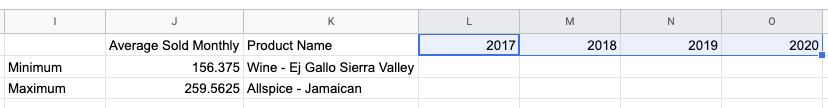 I J K L M N O
Average Sold Monthly Product Name 2017 2018 2019 2020
Minimum 156.375 Wine - Ej Gallo Sierra Valley
Maximum 259.5625 Allspice - Jamaican